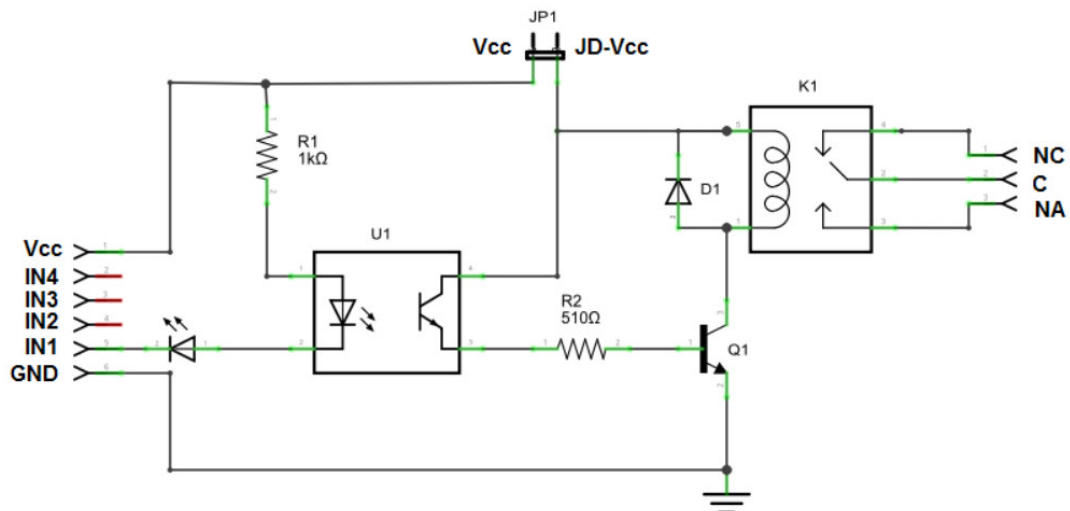 JP1
Vcc JD-Vcc
K1
R1
1kΩ
D1
NC
C
NA
U1
Vcc
IN4
IN3
IN2
IN1
GND
R2
510Ω
Q1